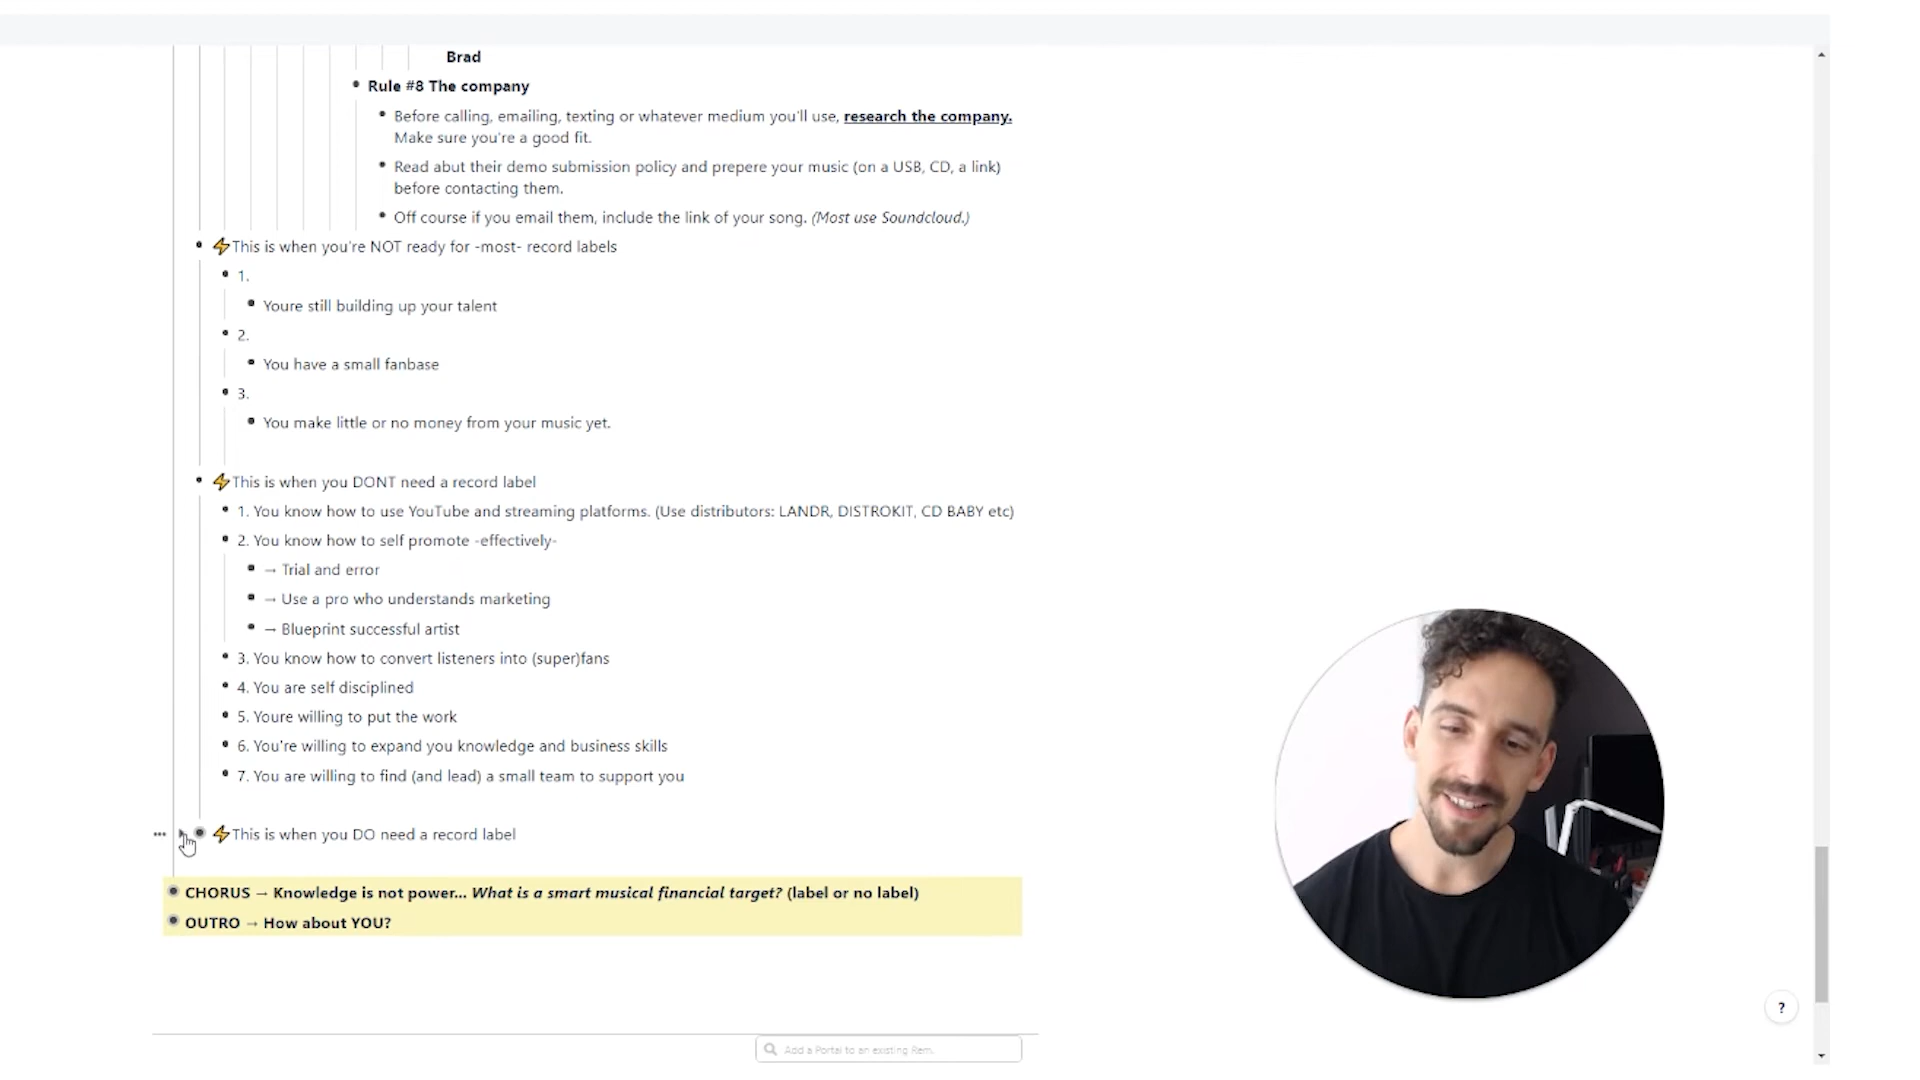 Brad
Rule #8 The company
Before calling, emailing, texting or whatever medium you'll use, research the company.
Make sure you're a good fit.
Read abut their demo submission policy and prepere your music (on a USB, CD, a link)
before contacting them.
Off course if you email them, include the link of your song. (Most use Soundcloud.)
⚡This is when you're NOT ready for -most- record labels
1.
Youre still building up your talent
2.
You have a small fanbase
3.
You make little or no money from your music yet.
⚡This is when you DONT need a record label
1. You know how to use YouTube and streaming platforms. (Use distributors: LANDR, DISTROKIT, CD BABY etc)
2. You know how to self promote -effectively-
→ Trial and error
→ Use a pro who understands marketing
→ Blueprint successful artist
3. You know how to convert listeners into (super)fans
4. You are self disciplined
5. Youre willing to put the work
6. You're willing to expand you knowledge and business skills
7. You are willing to find (and lead) a small team to support you
⚡This is when you DO need a record label
CHORUS → Knowledge is not power... What is a smart musical financial target? (label or no label)
OUTRO → How about YOU?
?
Add a Portal to an existing Rem.